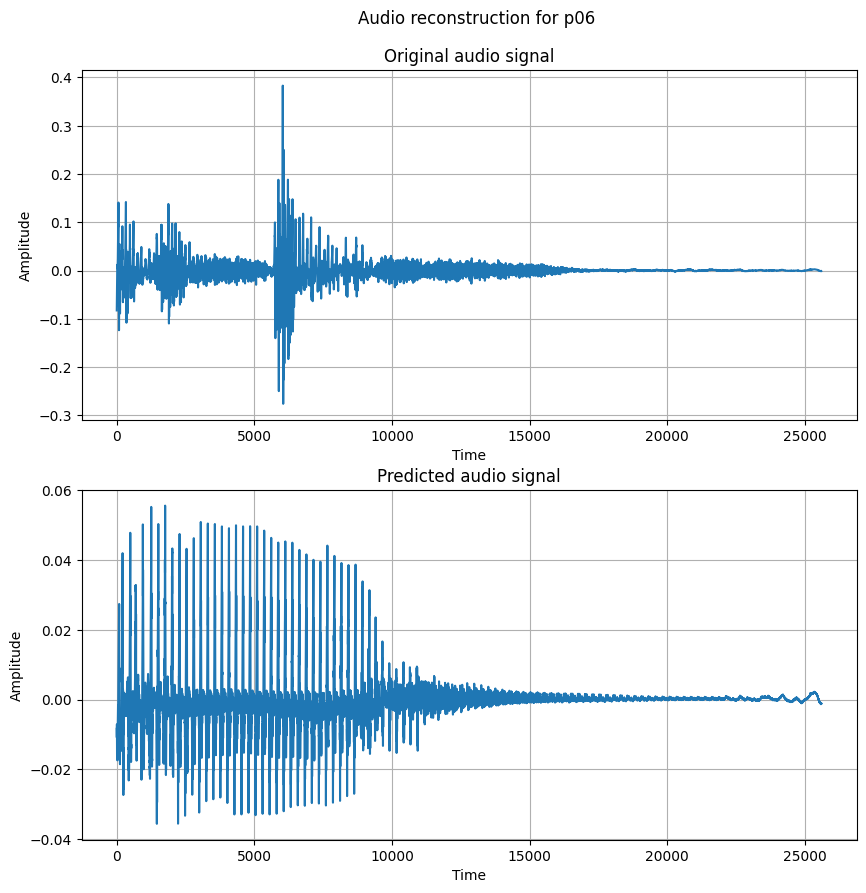 Audio reconstruction for p06
Original audio signal
0.4
0.3
0.2
0.1
0.0
−0.1
−0.2
−0.3
Amplitude
0 5000 10000 15000 20000 25000
Time
Predicted audio signal
0.06
0.04
0.02
0.00
−0.02
−0.04
Amplitude
0 5000 10000 15000 20000 25000
Time